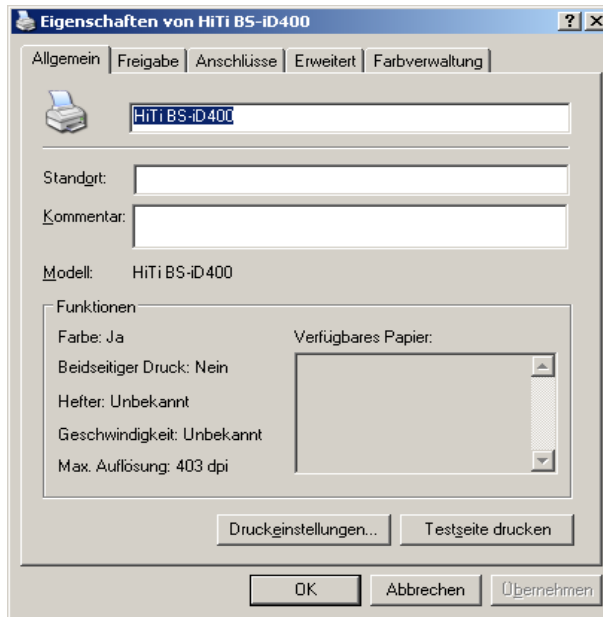 Eigenschaften von HiTi BS-iD400
Allgemein Freigabe Anschlüsse Erweitert Farbverwaltung
HiTi BS-iD400
Standort:
Kommentar:
Modell: HiTi BS-iD400
Funktionen
Farbe: Ja Verfügbares Papier:
Beidseitiger Druck: Nein
Hefter: Unbekannt
Geschwindigkeit: Unbekannt
Max. Auflösung: 403 dpi
Druckeinstellungen... Testseite drucken
OK Abbrechen Übernehmen